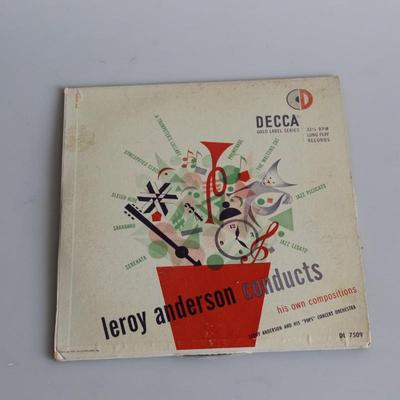 DECCA
GOLD LABEL SERIES
33⅓ RPM
LONG PLAY
RECORDS
A TRUMPETER'S LULLABY
PROMENADE
THE WALTZING CAT
SYNCOPATED CLOCK
SLEIGH RIDE
JAZZ PIZZICATO
SARABAND
JAZZ LEGATO
SERENATA
leroy anderson conducts
his own compositions
LEROY ANDERSON AND HIS "POPS" CONCERT ORCHESTRA
DL 7509